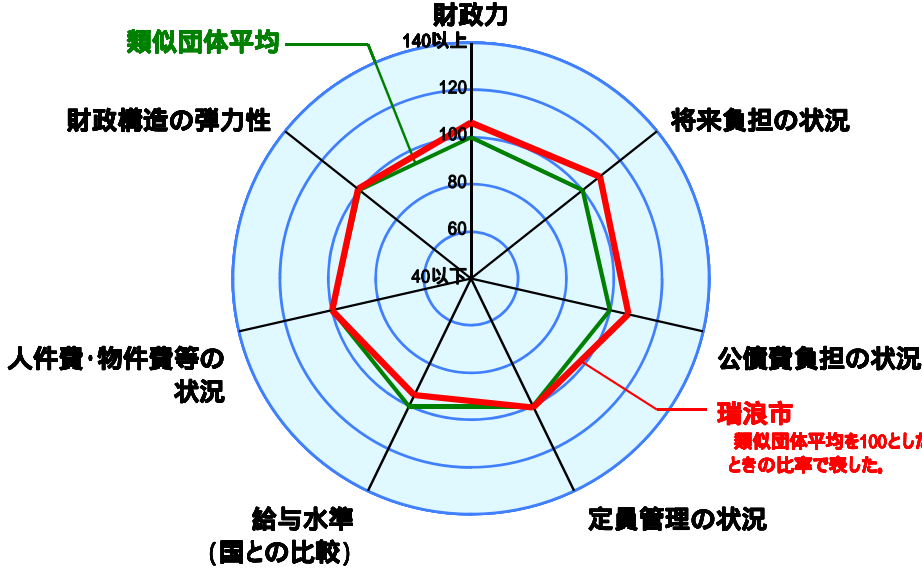 財政力
類似団体平均
140以上
120
100
80
60
40以下
財政構造の弾力性
将来負担の状況
人件費・物件費等の
状況
公債費負担の状況
瑞浪市
類似団体平均を100とした
ときの比率で表した。
給与水準
(国との比較)
定員管理の状況